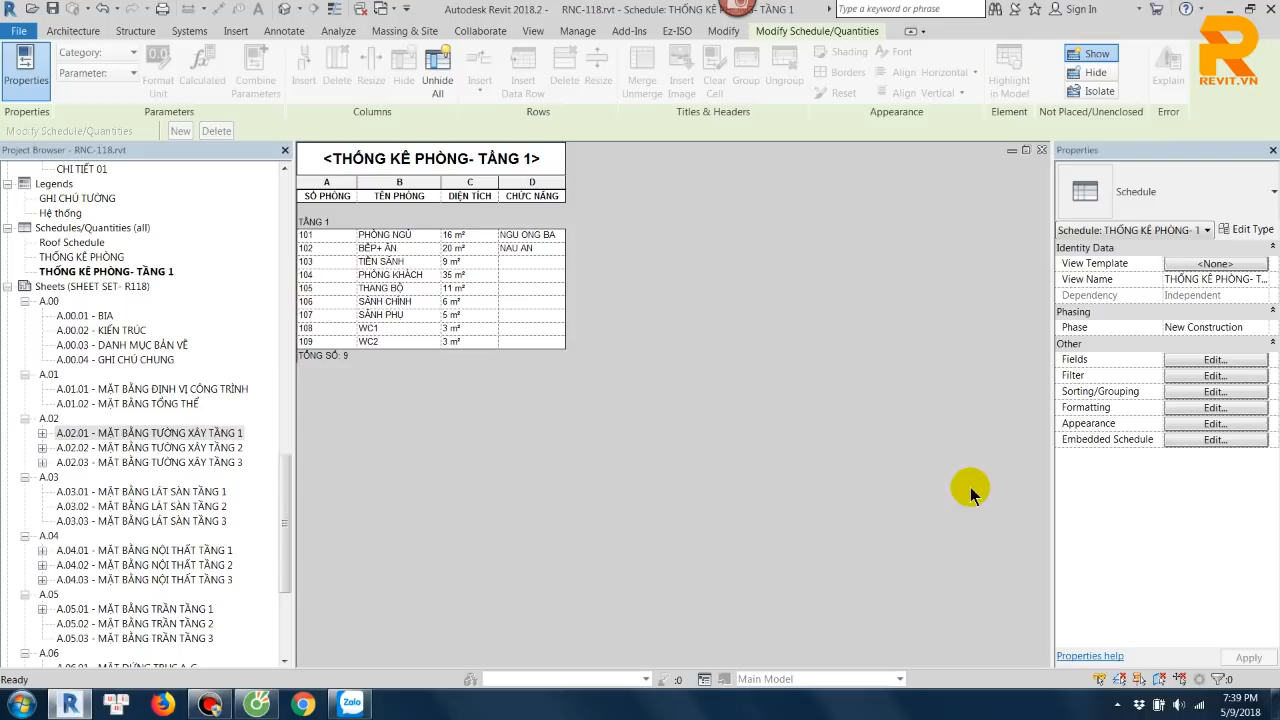 Autodesk Revit 2018.2 - RNC-118.rvt - Schedule: THỐNG KÊ PHÒNG- TẦNG 1
Type a keyword or phrase
Sign In
File Architecture Structure Systems Insert Annotate Analyze Massing & Site Collaborate View Manage Add-Ins Ez-ISO Modify Modify Schedule/Quantities
REVIT.VN
Properties
Category:
Parameter:
Format Unit
Calculated
Combine Parameters
Insert
Delete
Resize
Hide
Unhide All
Insert
Insert Data Row
Delete
Resize
Merge Unmerge
Insert Image
Clear Cell
Group
Ungroup
Shading
Borders
Reset
Font
Align Horizontal
Align Vertical
Highlight in Model
Show
Hide
Isolate
Explain
Properties Parameters Columns Rows Titles & Headers Appearance Element Not Placed/Unenclosed Error
Modify Schedule/Quantities New Delete
Project Browser - RNC-118.rvt
CHI TIẾT 01
Legends
GHI CHÚ TƯỜNG
Hệ thống
Schedules/Quantities (all)
Roof Schedule
THỐNG KÊ PHÒNG
THỐNG KÊ PHÒNG- TẦNG 1
Sheets (SHEET SET- R118)
A.00
A.00.01 - BIA
A.00.02 - KIẾN TRÚC
A.00.03 - DANH MỤC BẢN VẼ
A.00.04 - GHI CHÚ CHUNG
A.01
A.01.01 - MẶT BẰNG ĐỊNH VỊ CÔNG TRÌNH
A.01.02 - MẶT BẰNG TỔNG THỂ
A.02
A.02.01 - MẶT BẰNG TƯỜNG XÂY TẦNG 1
A.02.02 - MẶT BẰNG TƯỜNG XÂY TẦNG 2
A.02.03 - MẶT BẰNG TƯỜNG XÂY TẦNG 3
A.03
A.03.01 - MẶT BẰNG LÁT SÀN TẦNG 1
A.03.02 - MẶT BẰNG LÁT SÀN TẦNG 2
A.03.03 - MẶT BẰNG LÁT SÀN TẦNG 3
A.04
A.04.01 - MẶT BẰNG NỘI THẤT TẦNG 1
A.04.02 - MẶT BẰNG NỘI THẤT TẦNG 2
A.04.03 - MẶT BẰNG NỘI THẤT TẦNG 3
A.05
A.05.01 - MẶT BẰNG TRẦN TẦNG 1
A.05.02 - MẶT BẰNG TRẦN TẦNG 2
A.05.03 - MẶT BẰNG TRẦN TẦNG 3
A.06
<THỐNG KÊ PHÒNG- TẦNG 1>
A B C D
SỐ PHÒNG TÊN PHÒNG DIỆN TÍCH CHỨC NĂNG
TẦNG 1
101 PHÒNG NGỦ 16 m² NGU ONG BA
102 BẾP+ ĂN 20 m² NAU AN
103 TIỀN SẢNH 9 m²
104 PHÒNG KHÁCH 35 m²
105 THANG BỘ 11 m²
106 SẢNH CHÍNH 6 m²
107 SẢNH PHỤ 5 m²
108 WC1 3 m²
109 WC2 3 m²
TỔNG SỐ: 9
Properties
Schedule
Schedule: THỐNG KÊ PHÒNG- 1 Edit Type
Identity Data
View Template <None>
View Name THỐNG KÊ PHÒNG- T...
Dependency Independent
Phasing
Phase New Construction
Other
Fields Edit...
Filter Edit...
Sorting/Grouping Edit...
Formatting Edit...
Appearance Edit...
Embedded Schedule Edit...
Properties help Apply
Ready
:0
Main Model
:0
Zalo
7:39 PM
5/9/2018